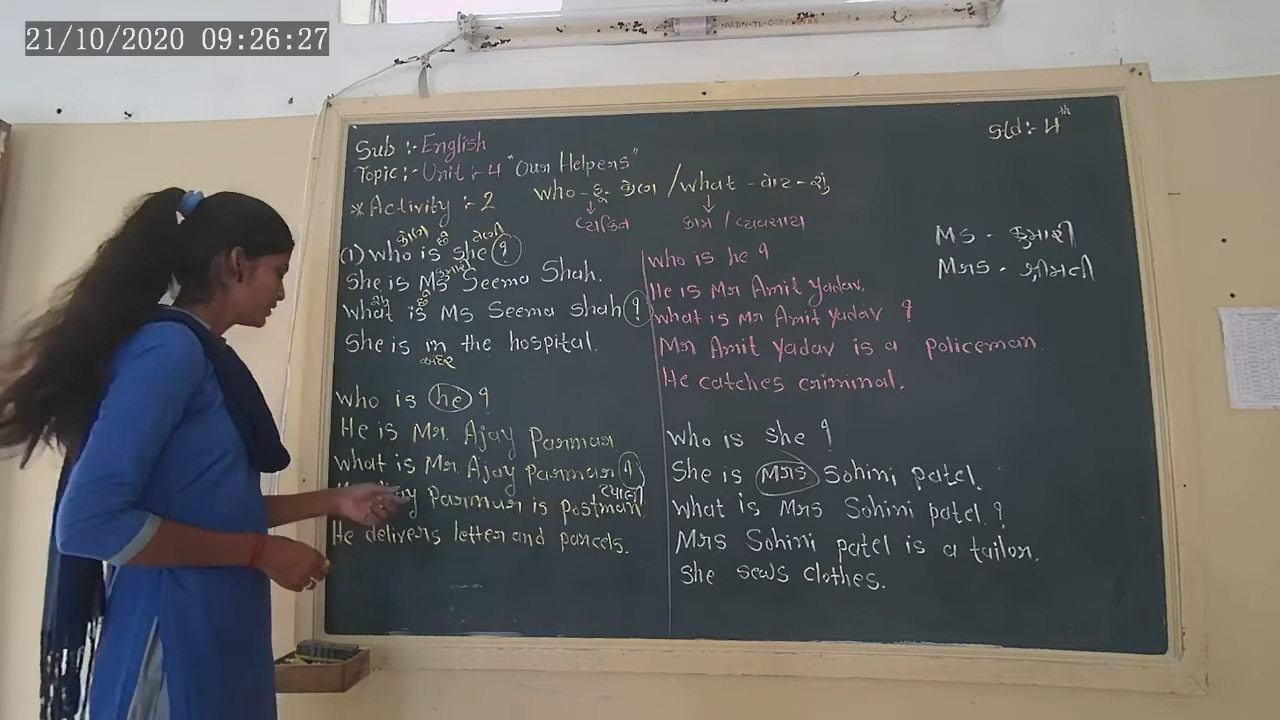 21/10/2020 09:26:27
Std :- 4th
Sub :- English
Topic :- Unit :- 4 "Our Helpers"
* Activity :- 2
who - હૂ - કોણ / what - વોટ - શું
↓ ↓
વ્યકિત કામ / વ્યવસાય
કોણ છે તેણી
(1) who is she ?
She is Ms Seema Shah.
કુમારી
શું છે
what is Ms Seema shah ?
She is in the hospital.
અંદર
who is he ?
He is Mr. Ajay Parmar
what is Mr. Ajay Parmar ?
ટપાલી
Parmar is postman.
He delivers letter and parcels.
who is he ?
He is Mr Amit yadav.
what is Mr Amit yadav ?
Mr Amit yadav is a policeman.
He catches criminal.
who is she ?
She is Mrs Sohini patel.
What is Mrs Sohini patel ?
Mrs Sohini patel is a tailor.
She sews clothes.
Ms - કુમારી
Mrs - શ્રીમતી